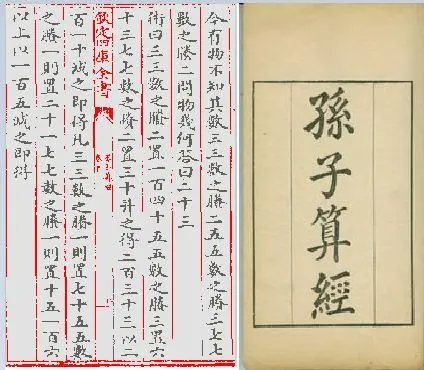 今有物不知其數三三數之賸二五五數之賸三七七
數之賸二問物幾何答曰二十三
術曰三三數之賸二置一百四十五五數之賸三置六
十三七七數之賸二置三十并之得二百三十三以二
欽定四庫全書
百一十減之即得凡三三數之賸一則置七十五五數
之賸一則置二十一七七數之賸一則置十五一百六
以上以一百五減之即得
孫子算經